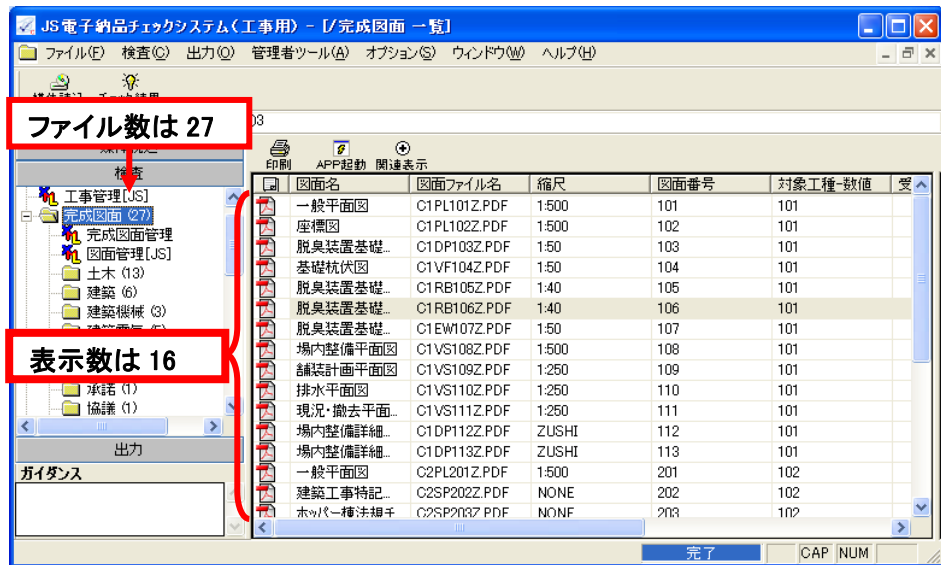 JS電子納品チェックシステム(工事用) - [/完成図面 一覧]
ファイル(F) 検査(C) 出力(O) 管理者ツール(A) オプション(S) ウィンドウ(W) ヘルプ(H)
ファイル数は 27
03
印刷 APP起動 関連表示
検査
工事管理[JS]
完成図面 (27)
完成図面管理
図面管理[JS]
土木 (13)
建築 (6)
建築機械 (3)
表示数は 16
承諾 (1)
協議 (1)
出力
ガイダンス
図面名 図面ファイル名 縮尺 図面番号 対象工種-数値 受
一般平面図 C1PL101Z.PDF 1:500 101 101
座標図 C1PL102Z.PDF 1:500 102 101
脱臭装置基礎... C1DP103Z.PDF 1:50 103 101
基礎杭伏図 C1VF104Z.PDF 1:50 104 101
脱臭装置基礎... C1RB105Z.PDF 1:40 105 101
脱臭装置基礎... C1RB106Z.PDF 1:40 106 101
脱臭装置基礎... C1EW107Z.PDF 1:50 107 101
場内整備平面図 C1VS108Z.PDF 1:500 108 101
舗装計画平面図 C1VS109Z.PDF 1:250 109 101
排水平面図 C1VS110Z.PDF 1:250 110 101
現況・撤去平面... C1VS111Z.PDF 1:250 111 101
場内整備詳細... C1DP112Z.PDF ZUSHI 112 101
場内整備詳細... C1DP113Z.PDF ZUSHI 113 101
一般平面図 C2PL201Z.PDF 1:500 201 102
建築工事特記... C2SP202Z.PDF NONE 202 102
ホッパー棟法規チ C2SP203Z.PDF NONE 203 102
完了 CAP NUM